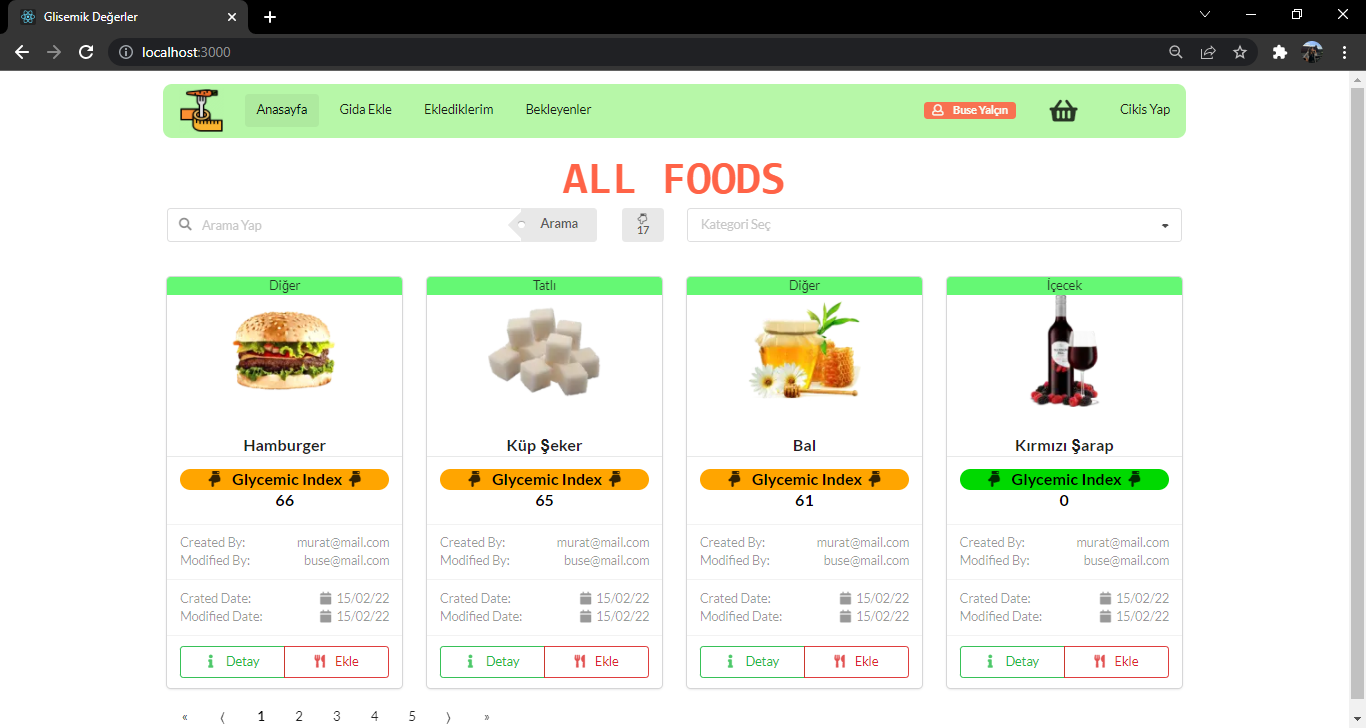 Glisemik Değerler
localhost:3000
Anasayfa Gida Ekle Eklediklerim Bekleyenler Buse Yalçın Cikis Yap
ALL FOODS
Arama Yap Arama 17 Kategori Seç
Diğer Tatlı Diğer İçecek
Hamburger Küp Şeker Bal Kırmızı Şarap
Glycemic Index Glycemic Index Glycemic Index Glycemic Index
66 65 61 0
Created By: murat@mail.com Created By: murat@mail.com Created By: murat@mail.com Created By: murat@mail.com
Modified By: buse@mail.com Modified By: buse@mail.com Modified By: buse@mail.com Modified By: buse@mail.com
Crated Date: 15/02/22 Crated Date: 15/02/22 Crated Date: 15/02/22 Crated Date: 15/02/22
Modified Date: 15/02/22 Modified Date: 15/02/22 Modified Date: 15/02/22 Modified Date: 15/02/22
Detay Ekle Detay Ekle Detay Ekle Detay Ekle
« ⟨ 1 2 3 4 5 ⟩ »